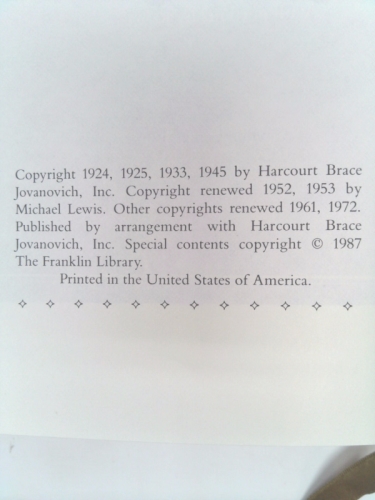 Copyright 1924, 1925, 1933, 1945 by Harcourt Brace
Jovanovich, Inc. Copyright renewed 1952, 1953 by
Michael Lewis. Other copyrights renewed 1961, 1972.
Published by arrangement with Harcourt Brace
Jovanovich, Inc. Special contents copyright © 1987
The Franklin Library.
Printed in the United States of America.